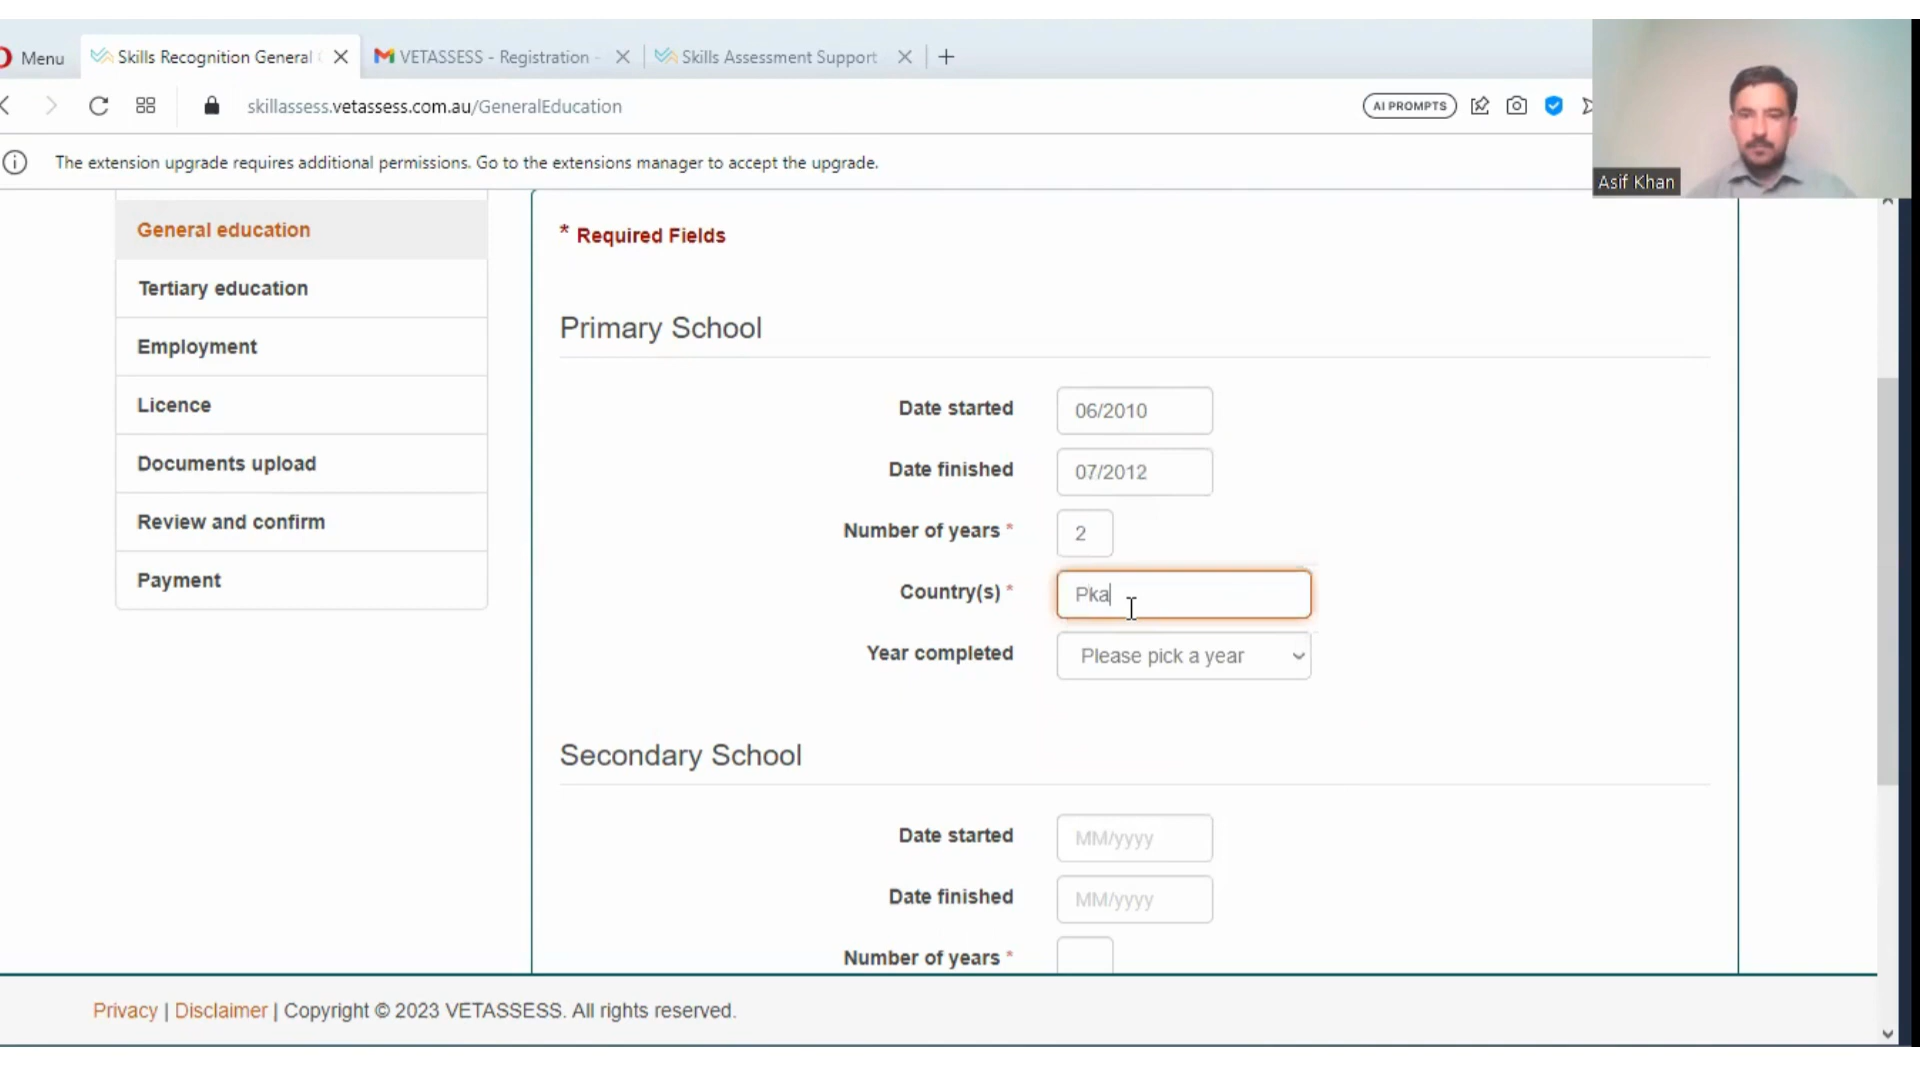 Menu
Skills Recognition General
VETASSESS - Registration -
Skills Assessment Support
skillassess.vetassess.com.au/GeneralEducation
AI PROMPTS
The extension upgrade requires additional permissions. Go to the extensions manager to accept the upgrade.
Asif Khan
General education
Tertiary education
Employment
Licence
Documents upload
Review and confirm
Payment
* Required Fields
Primary School
Date started 06/2010
Date finished 07/2012
Number of years * 2
Country(s) * Pka
Year completed Please pick a year
Secondary School
Date started MM/yyyy
Date finished MM/yyyy
Number of years *
Privacy | Disclaimer | Copyright © 2023 VETASSESS. All rights reserved.